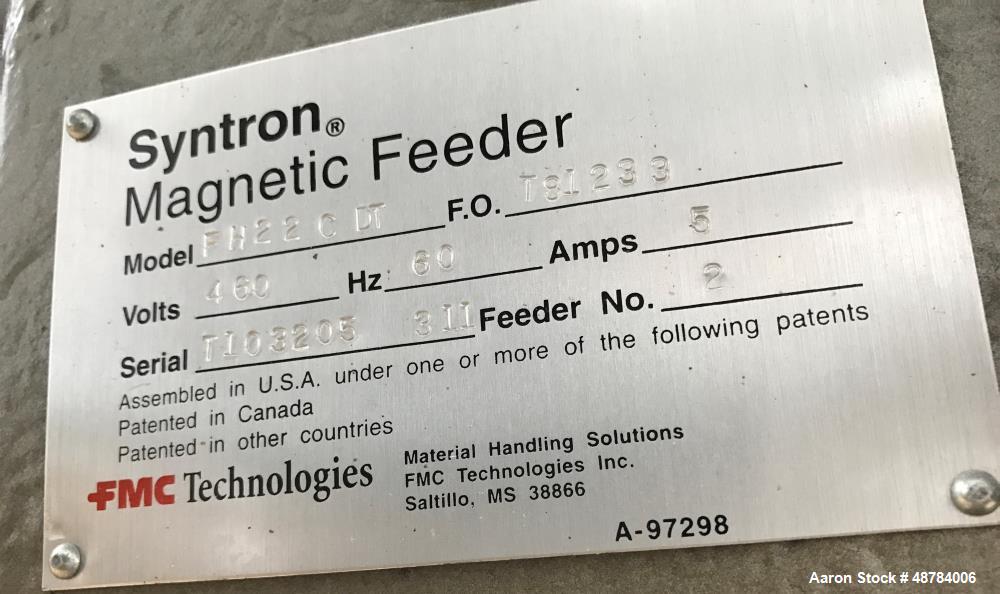 Syntron®
Magnetic Feeder
Model FH22 C DT F.O. T81233
Volts 460 Hz 60 Amps 5
Serial T103205 311 Feeder No. 2
Assembled in U.S.A. under one or more of the following patents
Patented in Canada
Patented in other countries
FMC Technologies
Material Handling Solutions
FMC Technologies Inc.
Saltillo, MS 38866
A-97298
Aaron Stock # 48784006